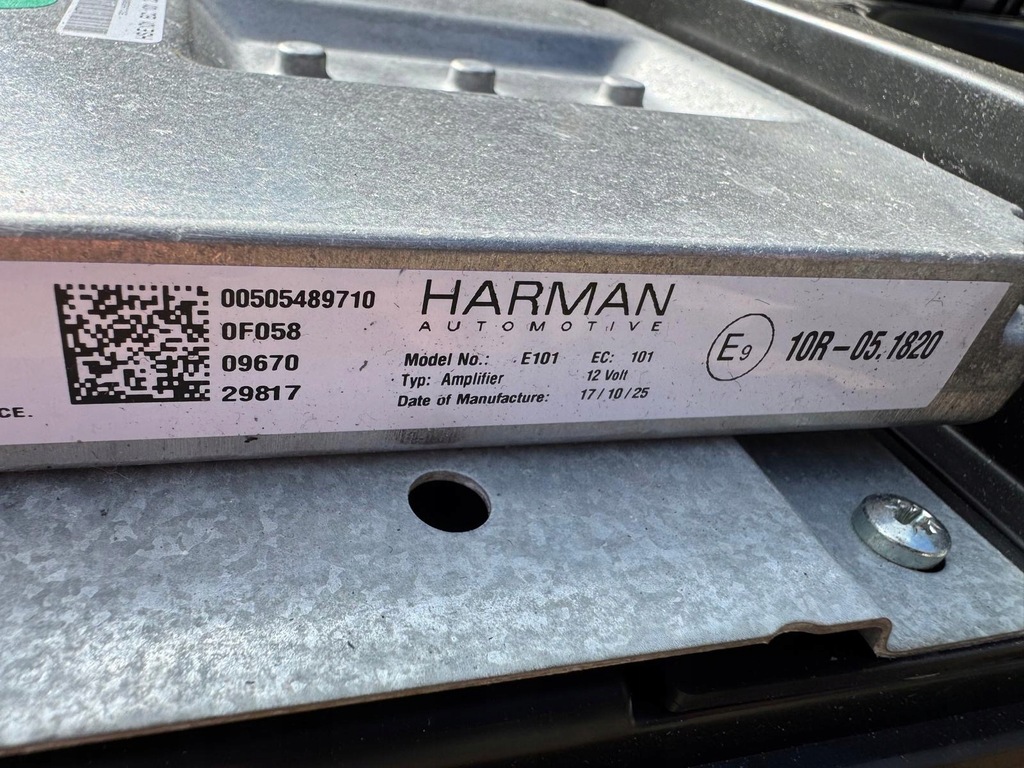 00505489710
0F058
09670
29817
CE.
HARMAN
AUTOMOTIVE
Model No.: E101 EC: 101
Typ: Amplifier 12 Volt
Date of Manufacture: 17/10/25
E9 10R-05.1820